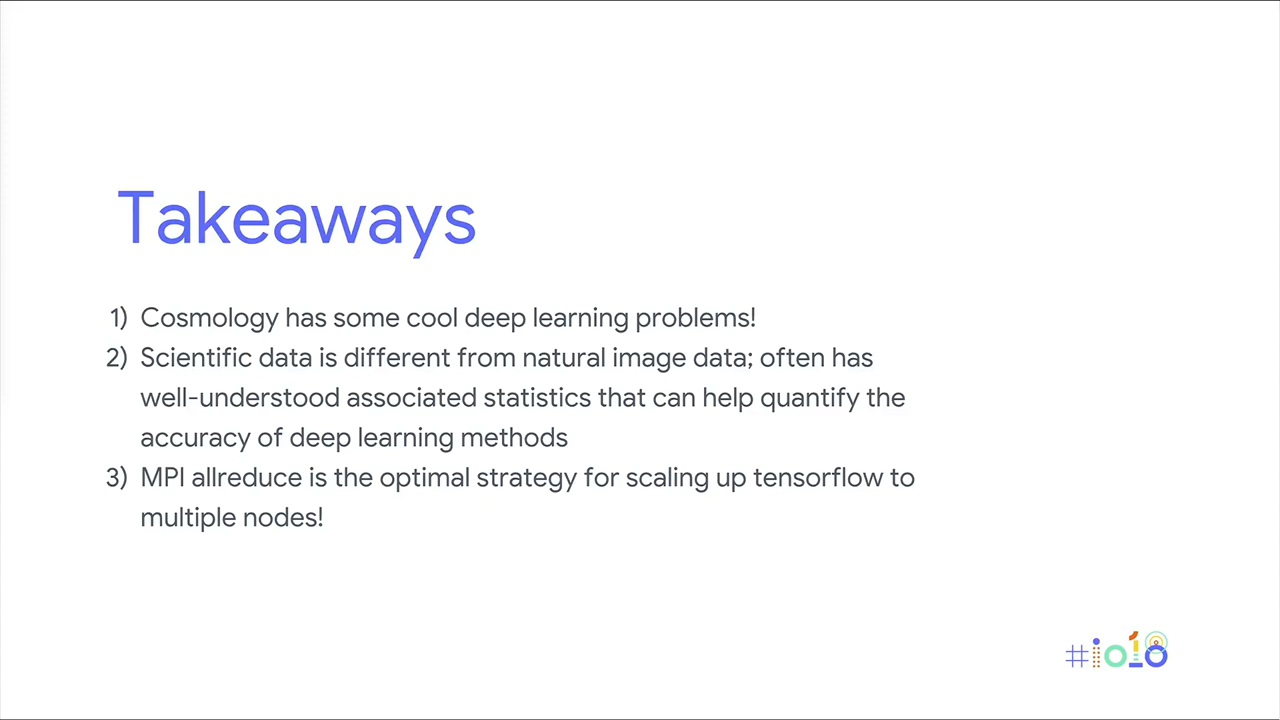 Takeaways
1) Cosmology has some cool deep learning problems!
2) Scientific data is different from natural image data; often has
well-understood associated statistics that can help quantify the
accuracy of deep learning methods
3) MPI allreduce is the optimal strategy for scaling up tensorflow to
multiple nodes!
#io18